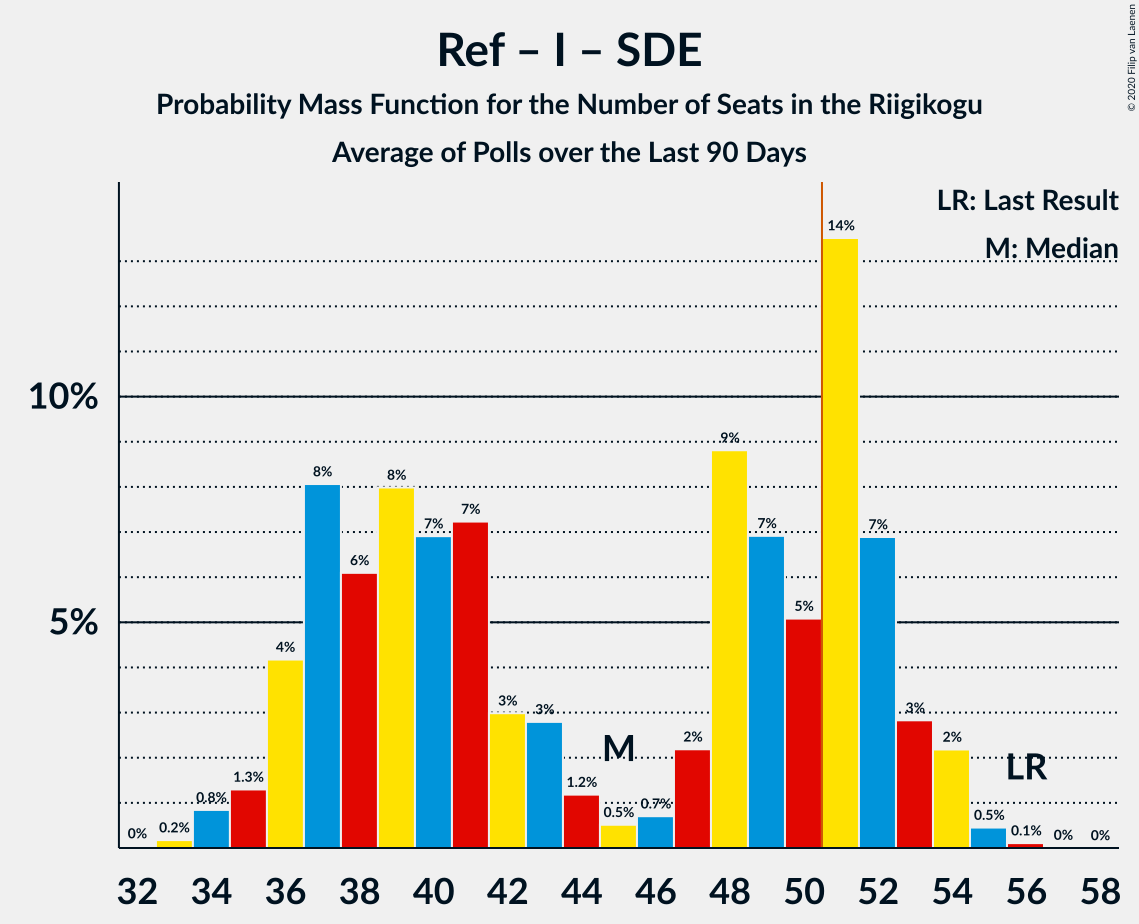 Ref – I – SDE
Probability Mass Function for the Number of Seats in the Riigikogu
Average of Polls over the Last 90 Days
© 2020 Filip van Laenen
LR: Last Result
M: Median
10%
5%
0% 0.2% 0.8% 1.3% 4% 8% 6% 8% 7% 7% 3% 3% 1.2% 0.5% 0.7% 2% 9% 7% 5% 14% 7% 3% 2% 0.5% 0.1% 0% 0%
M
LR
32 34 36 38 40 42 44 46 48 50 52 54 56 58